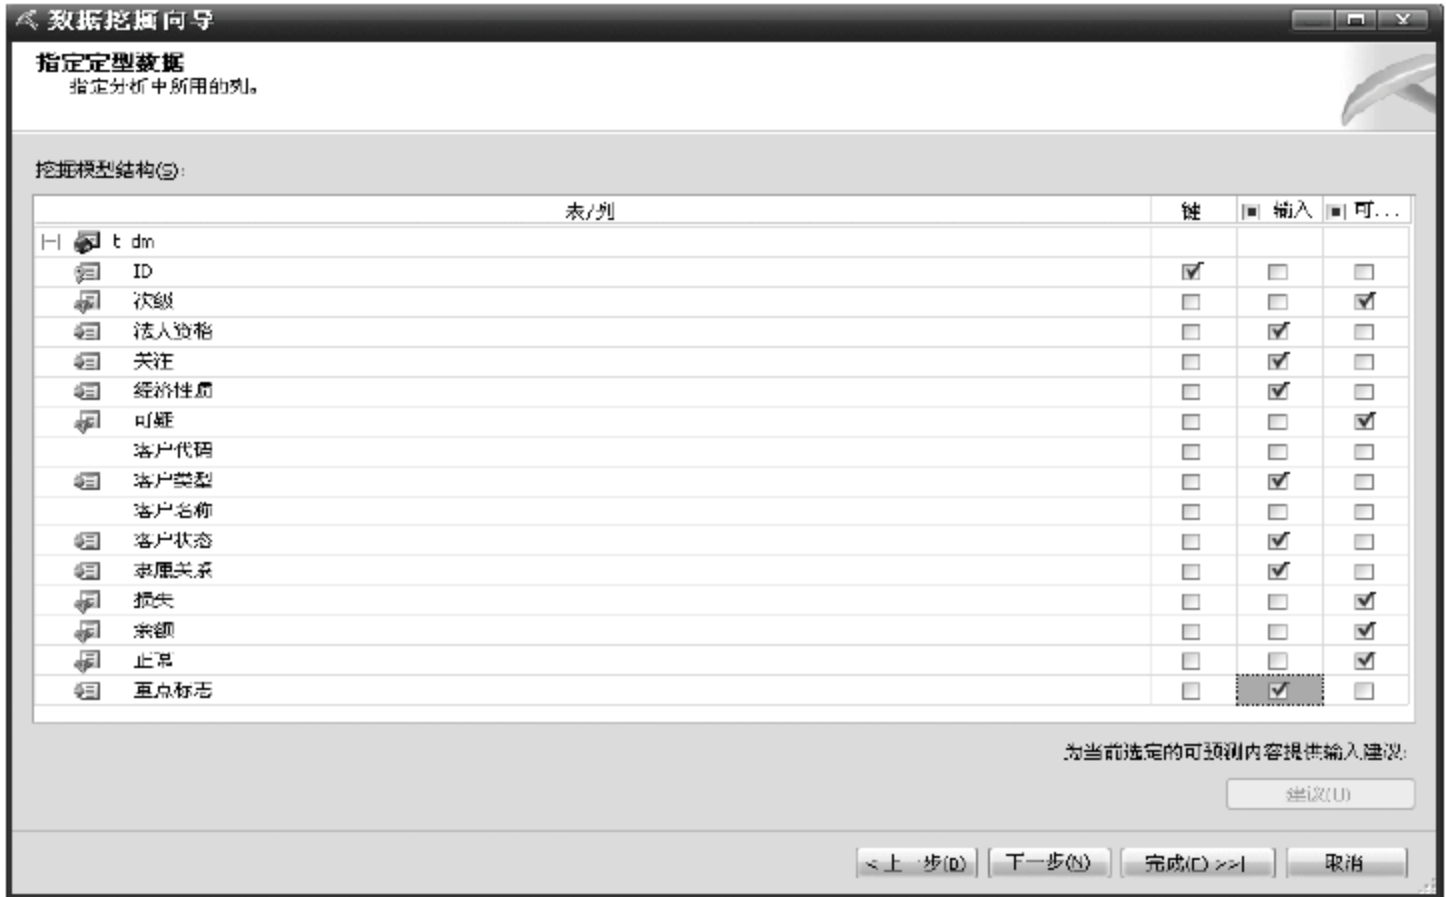 数据挖掘向导
指定定型数据
指定分析中所用的列。
挖掘模型结构(S):
表/列 键 输入 可...
t dm
ID
次级
法人资格
关注
经济性质
可疑
客户代码
客户类型
客户名称
客户状态
隶属关系
损失
余额
正常
重点标志
为当前选定的可预测内容提供输入建议:
建议(U)
<上一步(B) 下一步(N) 完成(F) >>| 取消